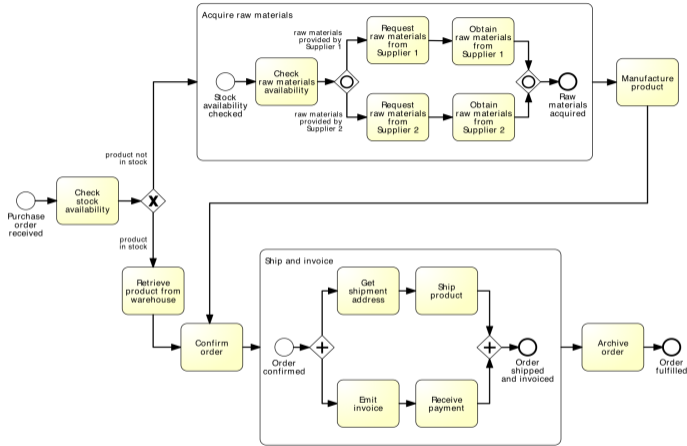 Acquire raw materials
raw materials
provided by
Supplier 1
Request
raw materials
from
Supplier 1
Obtain
raw materials
from
Supplier 1
Check
raw materials
availability
Stock
availability
checked
Raw
materials
acquired
Manufacture
product
raw materials
provided by
Supplier 2
Request
raw materials
from
Supplier 2
Obtain
raw materials
from
Supplier 2
product not
in stock
Purchase
order
received
Check
stock
availability
X
product
in stock
Retrieve
product from
warehouse
Confirm
order
Ship and invoice
Get
shipment
address
Ship
product
Order
confirmed
Order
shipped
and invoiced
Emit
invoice
Receive
payment
Archive
order
Order
fulfilled